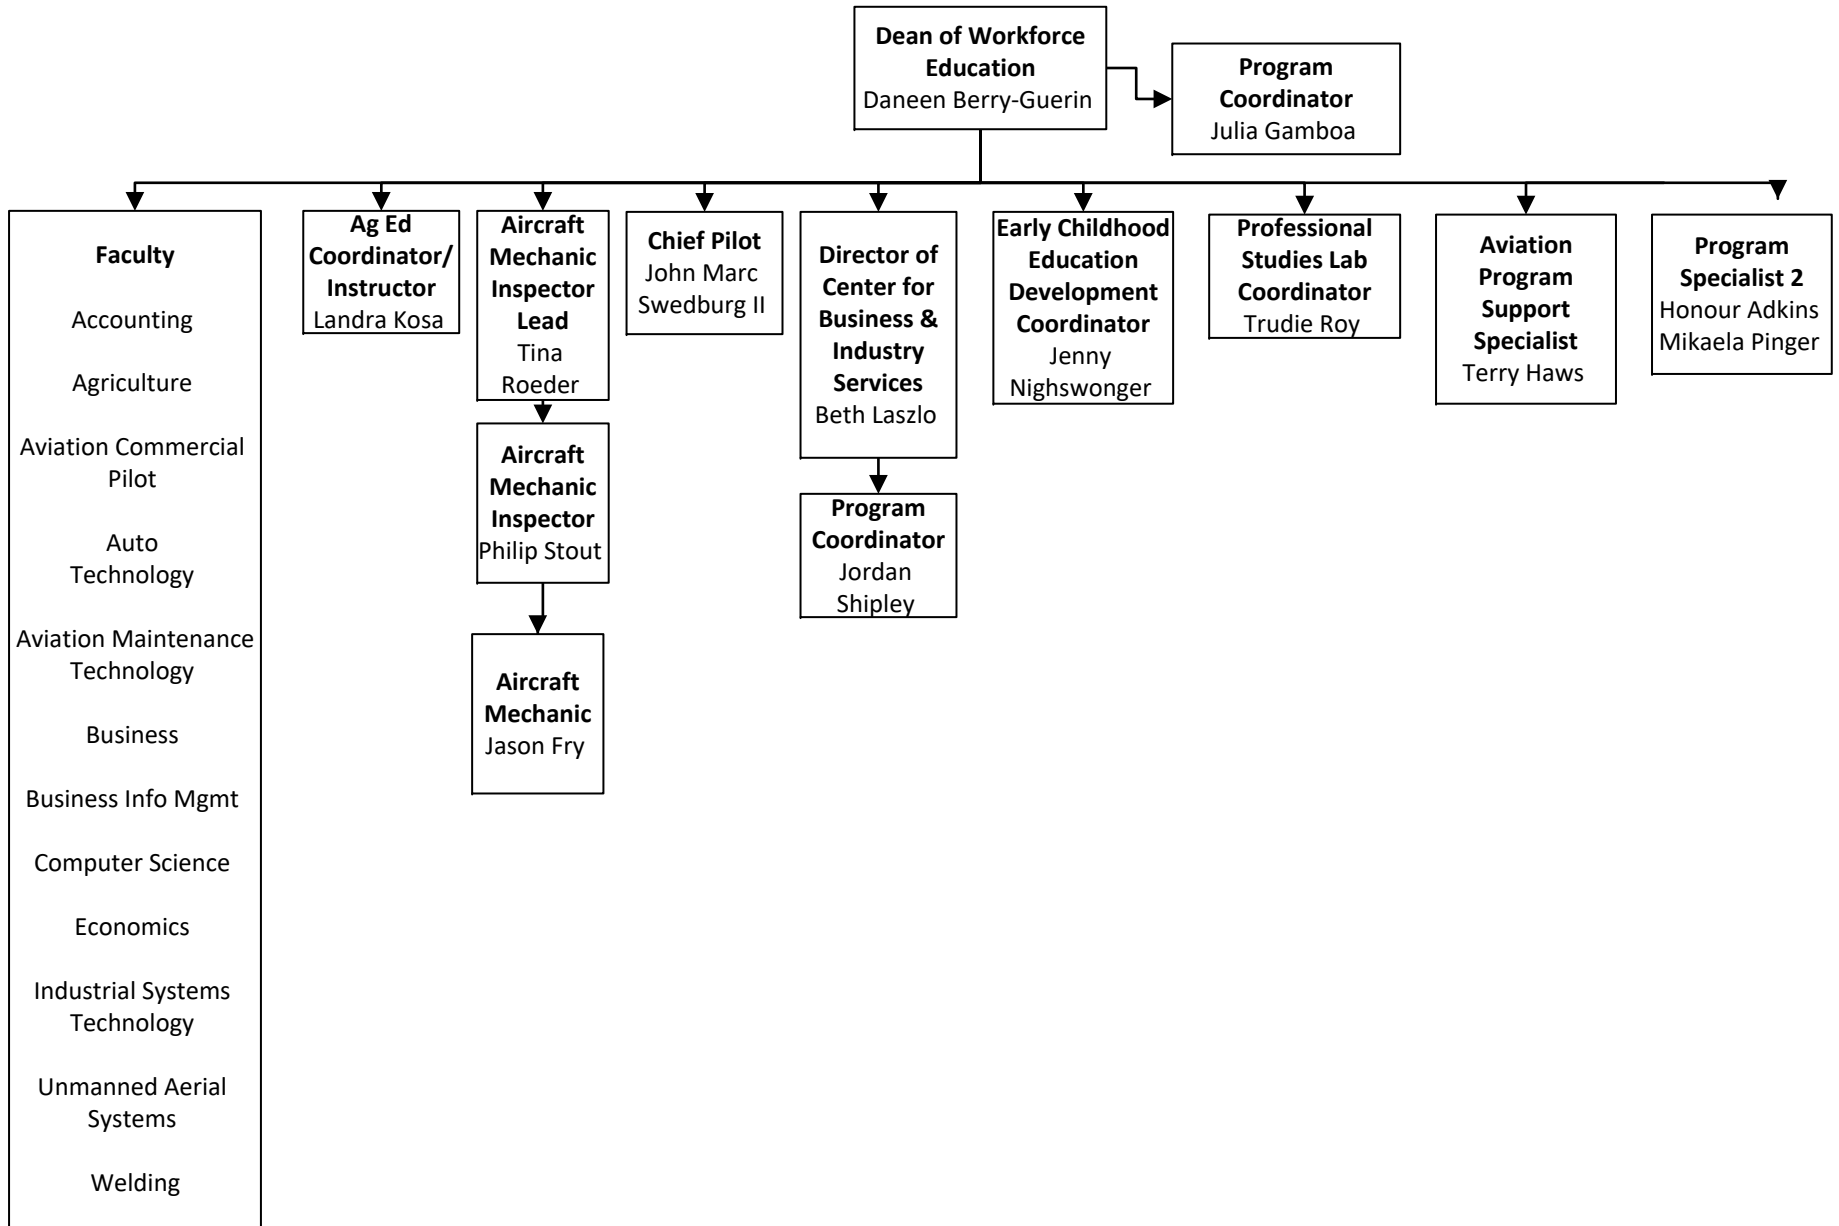 Dean of Workforce
Education
Daneen Berry-Guerin
Program
Coordinator
Julia Gamboa
Faculty
Accounting
Agriculture
Aviation Commercial
Pilot
Auto
Technology
Aviation Maintenance
Technology
Business
Business Info Mgmt
Computer Science
Economics
Industrial Systems
Technology
Unmanned Aerial
Systems
Welding
Ag Ed
Coordinator/
Instructor
Landra Kosa
Aircraft
Mechanic
Inspector
Lead
Tina
Roeder
Aircraft
Mechanic
Inspector
Philip Stout
Aircraft
Mechanic
Jason Fry
Chief Pilot
John Marc
Swedburg II
Director of
Center for
Business &
Industry
Services
Beth Laszlo
Program
Coordinator
Jordan
Shipley
Early Childhood
Education
Development
Coordinator
Jenny
Nighswonger
Professional
Studies Lab
Coordinator
Trudie Roy
Aviation
Program
Support
Specialist
Terry Haws
Program
Specialist 2
Honour Adkins
Mikaela Pinger